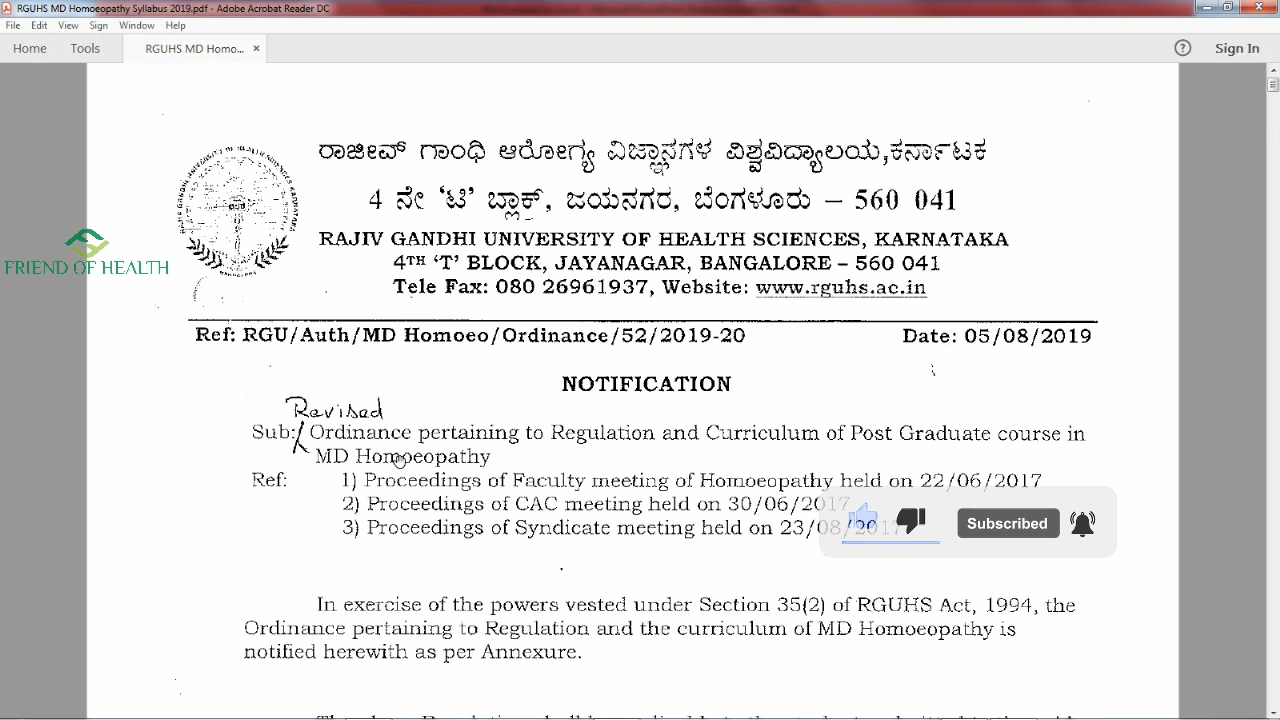 RGUHS MD Homoeopathy Syllabus 2019.pdf - Adobe Acrobat Reader DC
File Edit View Sign Window Help
Home Tools RGUHS MD Homo... × Sign In
ರಾಜೀವ್ ಗಾಂಧಿ ಆರೋಗ್ಯ ವಿಜ್ಞಾನಗಳ ವಿಶ್ವವಿದ್ಯಾಲಯ,ಕರ್ನಾಟಕ
4 ನೇ ‘ಟಿ’ ಬ್ಲಾಕ್, ಜಯನಗರ, ಬೆಂಗಳೂರು – 560 041
RAJIV GANDHI UNIVERSITY OF HEALTH SCIENCES, KARNATAKA
4TH ‘T’ BLOCK, JAYANAGAR, BANGALORE – 560 041
FRIEND OF HEALTH
Tele Fax: 080 26961937, Website: www.rguhs.ac.in
Ref: RGU/Auth/MD Homoeo/Ordinance/52/2019-20 Date: 05/08/2019
NOTIFICATION
Revised
Sub: Ordinance pertaining to Regulation and Curriculum of Post Graduate course in
MD Homoeopathy
Ref: 1) Proceedings of Faculty meeting of Homoeopathy held on 22/06/2017
2) Proceedings of CAC meeting held on 30/06/2017
3) Proceedings of Syndicate meeting held on 23/08/2017
Subscribed
In exercise of the powers vested under Section 35(2) of RGUHS Act, 1994, the
Ordinance pertaining to Regulation and the curriculum of MD Homoeopathy is
notified herewith as per Annexure.